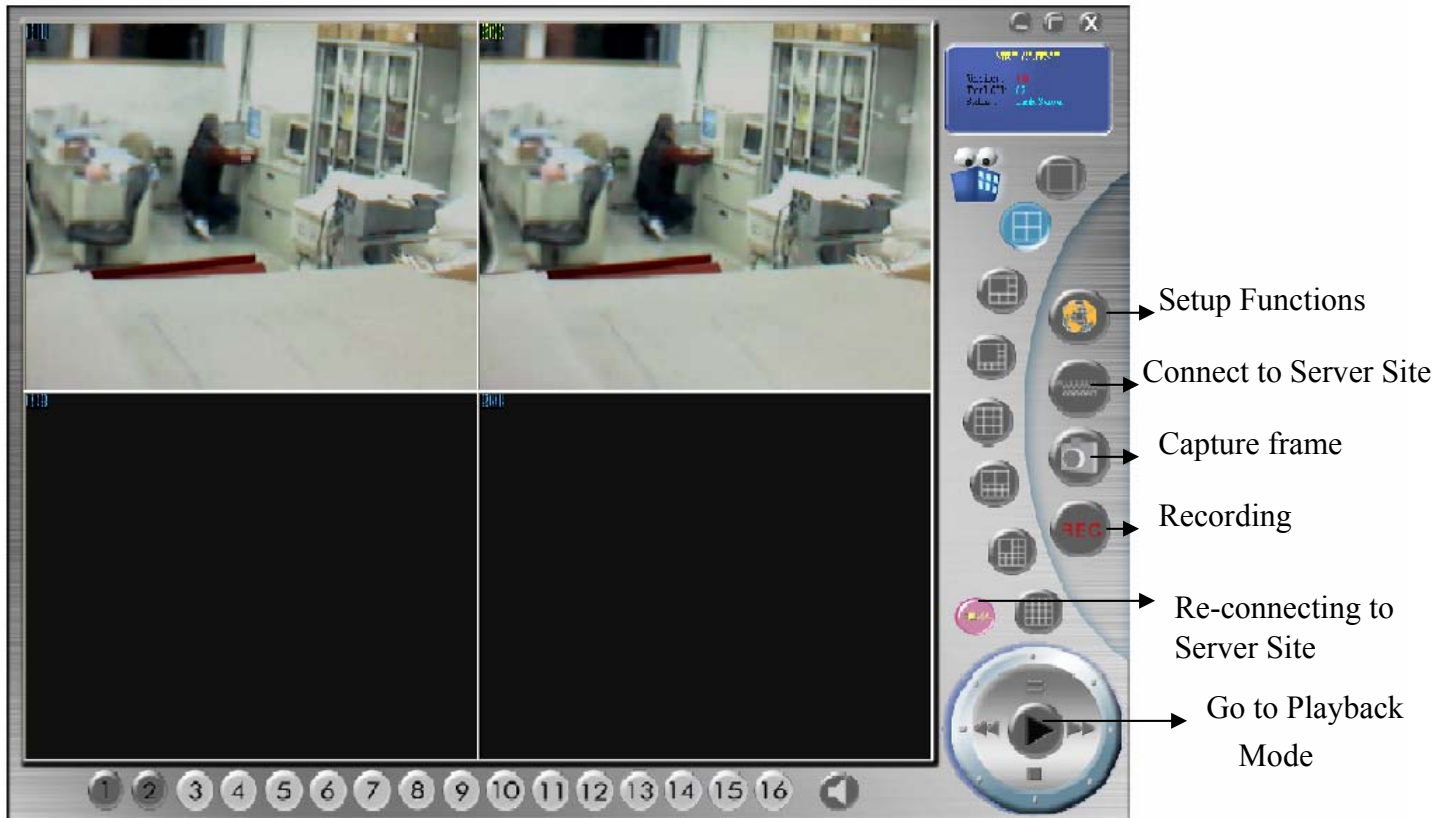 X
Setup Functions
Connect to Server Site
Capture frame
REC
Recording
Re-connecting to
Server Site
Go to Playback
Mode
1 2 3 4 5 6 7 8 9 10 11 12 13 14 15 16